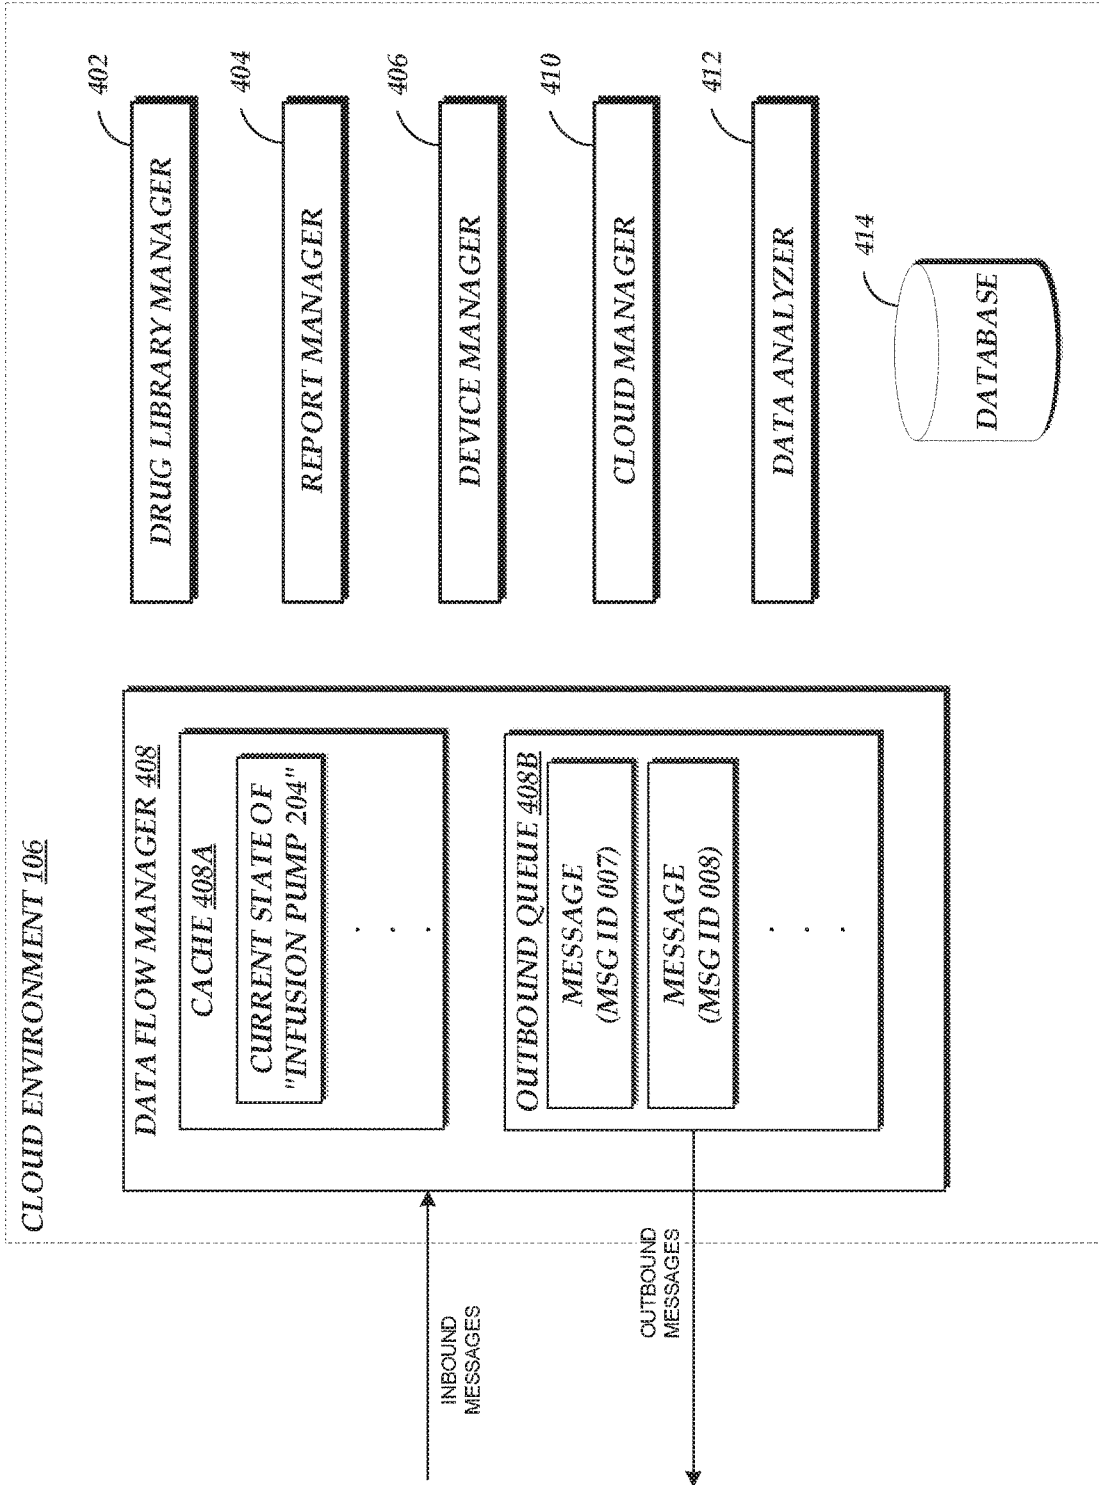 CLOUD ENVIRONMENT 106
DATA FLOW MANAGER 408
CACHE 408A
CURRENT STATE OF
"INFUSION PUMP 204"
OUTBOUND QUEUE 408B
MESSAGE
(MSG ID 007)
MESSAGE
(MSG ID 008)
INBOUND
MESSAGES
OUTBOUND
MESSAGES
402
DRUG LIBRARY MANAGER
404
REPORT MANAGER
406
DEVICE MANAGER
410
CLOUD MANAGER
412
DATA ANALYZER
414
DATABASE